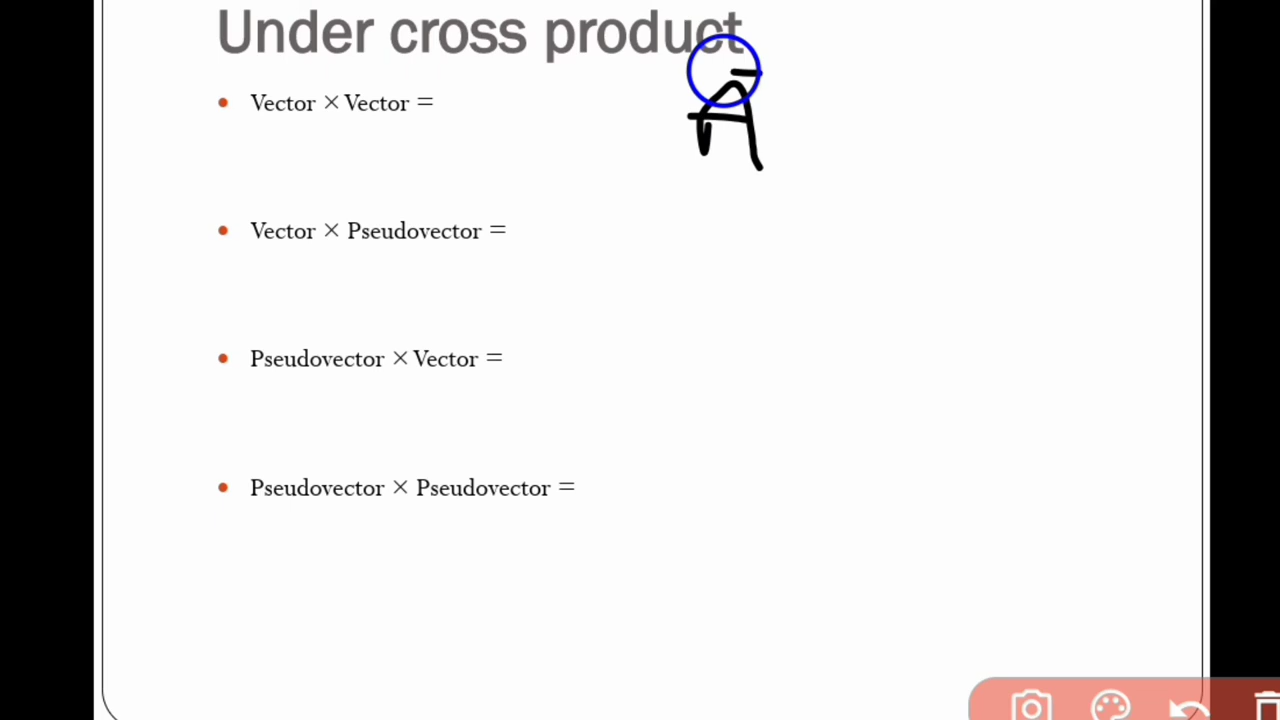 Under cross product
• Vector × Vector =
A
• Vector × Pseudovector =
• Pseudovector × Vector =
• Pseudovector × Pseudovector =